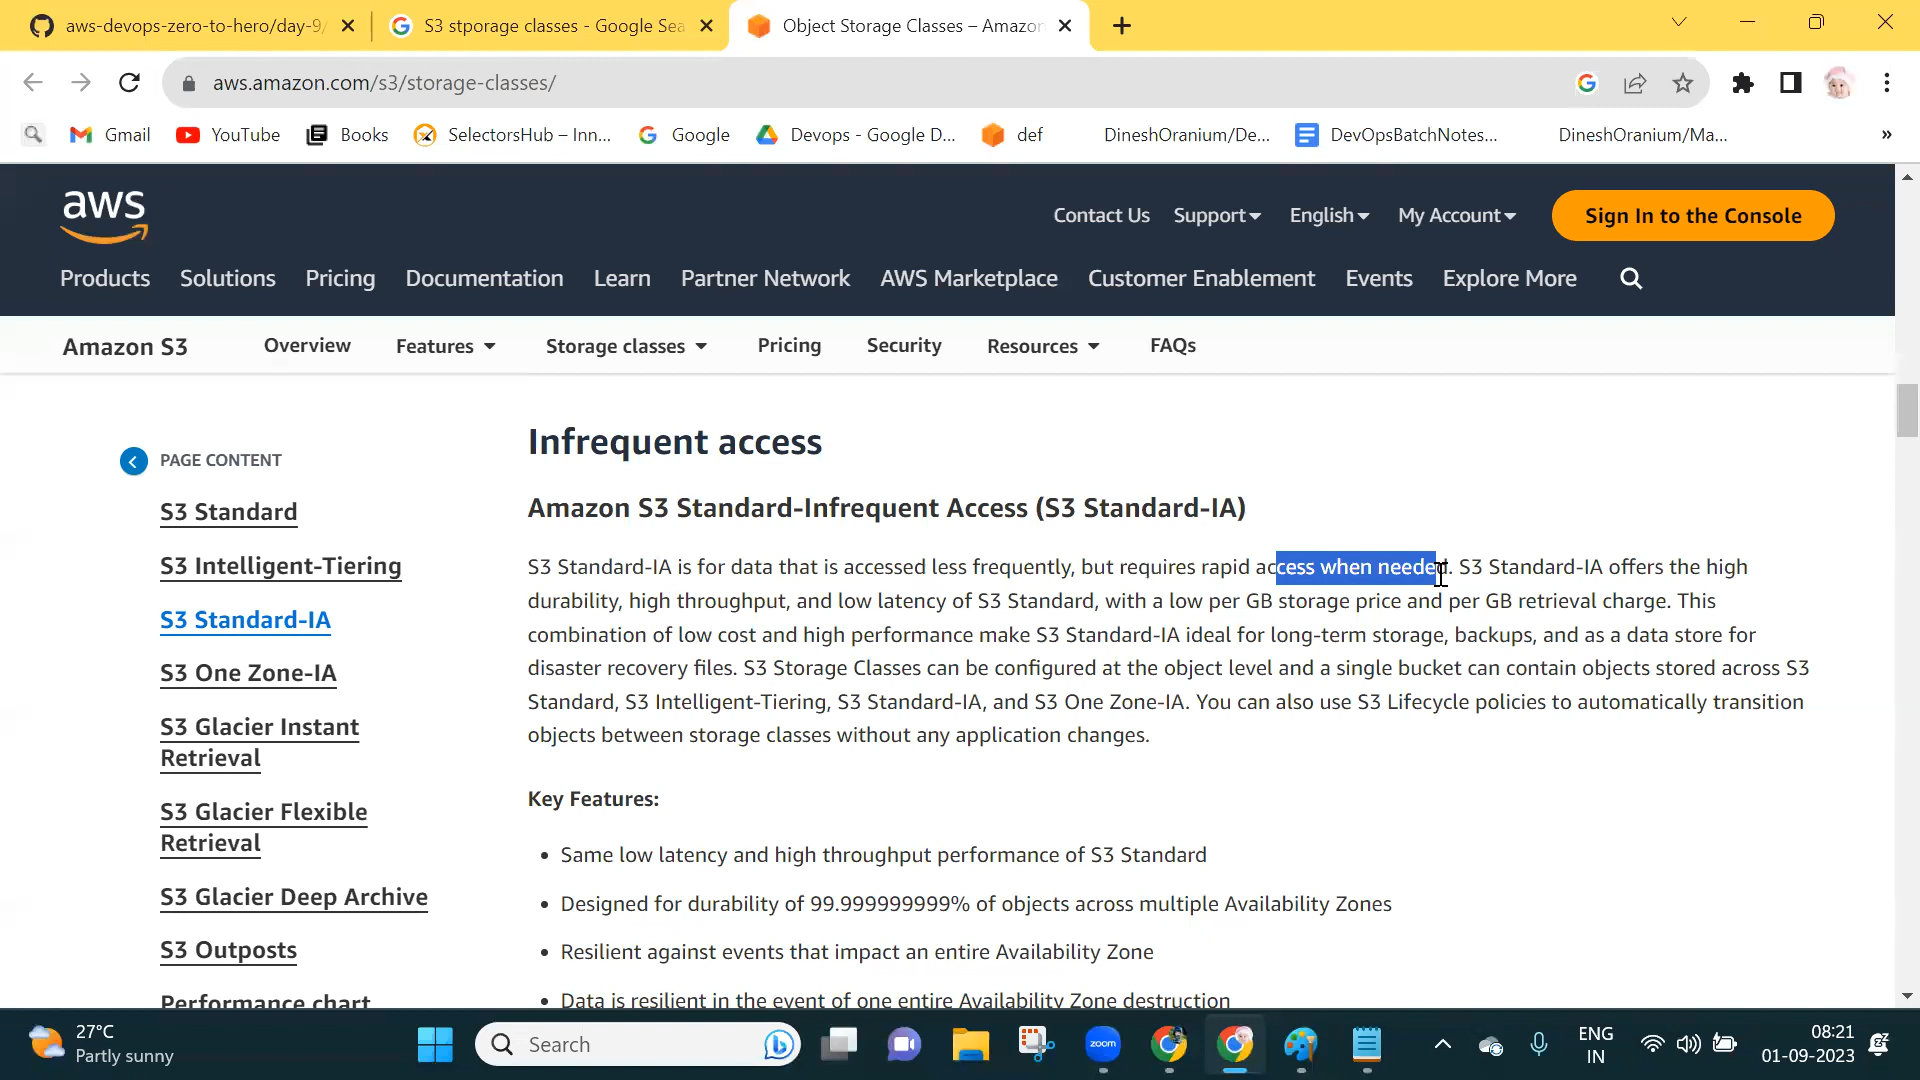 aws-devops-zero-to-hero/day-9/
S3 stporage classes - Google Sea
Object Storage Classes – Amazon
aws.amazon.com/s3/storage-classes/
Gmail
YouTube
Books
SelectorsHub – Inn...
Google
Devops - Google D...
def
DineshOranium/De...
DevOpsBatchNotes...
DineshOranium/Ma...
»
aws
Contact Us
Support
English
My Account
Sign In to the Console
Products
Solutions
Pricing
Documentation
Learn
Partner Network
AWS Marketplace
Customer Enablement
Events
Explore More
Amazon S3
Overview
Features
Storage classes
Pricing
Security
Resources
FAQs
PAGE CONTENT
S3 Standard
S3 Intelligent-Tiering
S3 Standard-IA
S3 One Zone-IA
S3 Glacier Instant
Retrieval
S3 Glacier Flexible
Retrieval
S3 Glacier Deep Archive
S3 Outposts
Performance chart
Infrequent access
Amazon S3 Standard-Infrequent Access (S3 Standard-IA)
S3 Standard-IA is for data that is accessed less frequently, but requires rapid access when needed. S3 Standard-IA offers the high
durability, high throughput, and low latency of S3 Standard, with a low per GB storage price and per GB retrieval charge. This
combination of low cost and high performance make S3 Standard-IA ideal for long-term storage, backups, and as a data store for
disaster recovery files. S3 Storage Classes can be configured at the object level and a single bucket can contain objects stored across S3
Standard, S3 Intelligent-Tiering, S3 Standard-IA, and S3 One Zone-IA. You can also use S3 Lifecycle policies to automatically transition
objects between storage classes without any application changes.
Key Features:
• Same low latency and high throughput performance of S3 Standard
• Designed for durability of 99.999999999% of objects across multiple Availability Zones
• Resilient against events that impact an entire Availability Zone
• Data is resilient in the event of one entire Availability Zone destruction
27°C
Partly sunny
Search
zoom
ENG
IN
08:21
01-09-2023